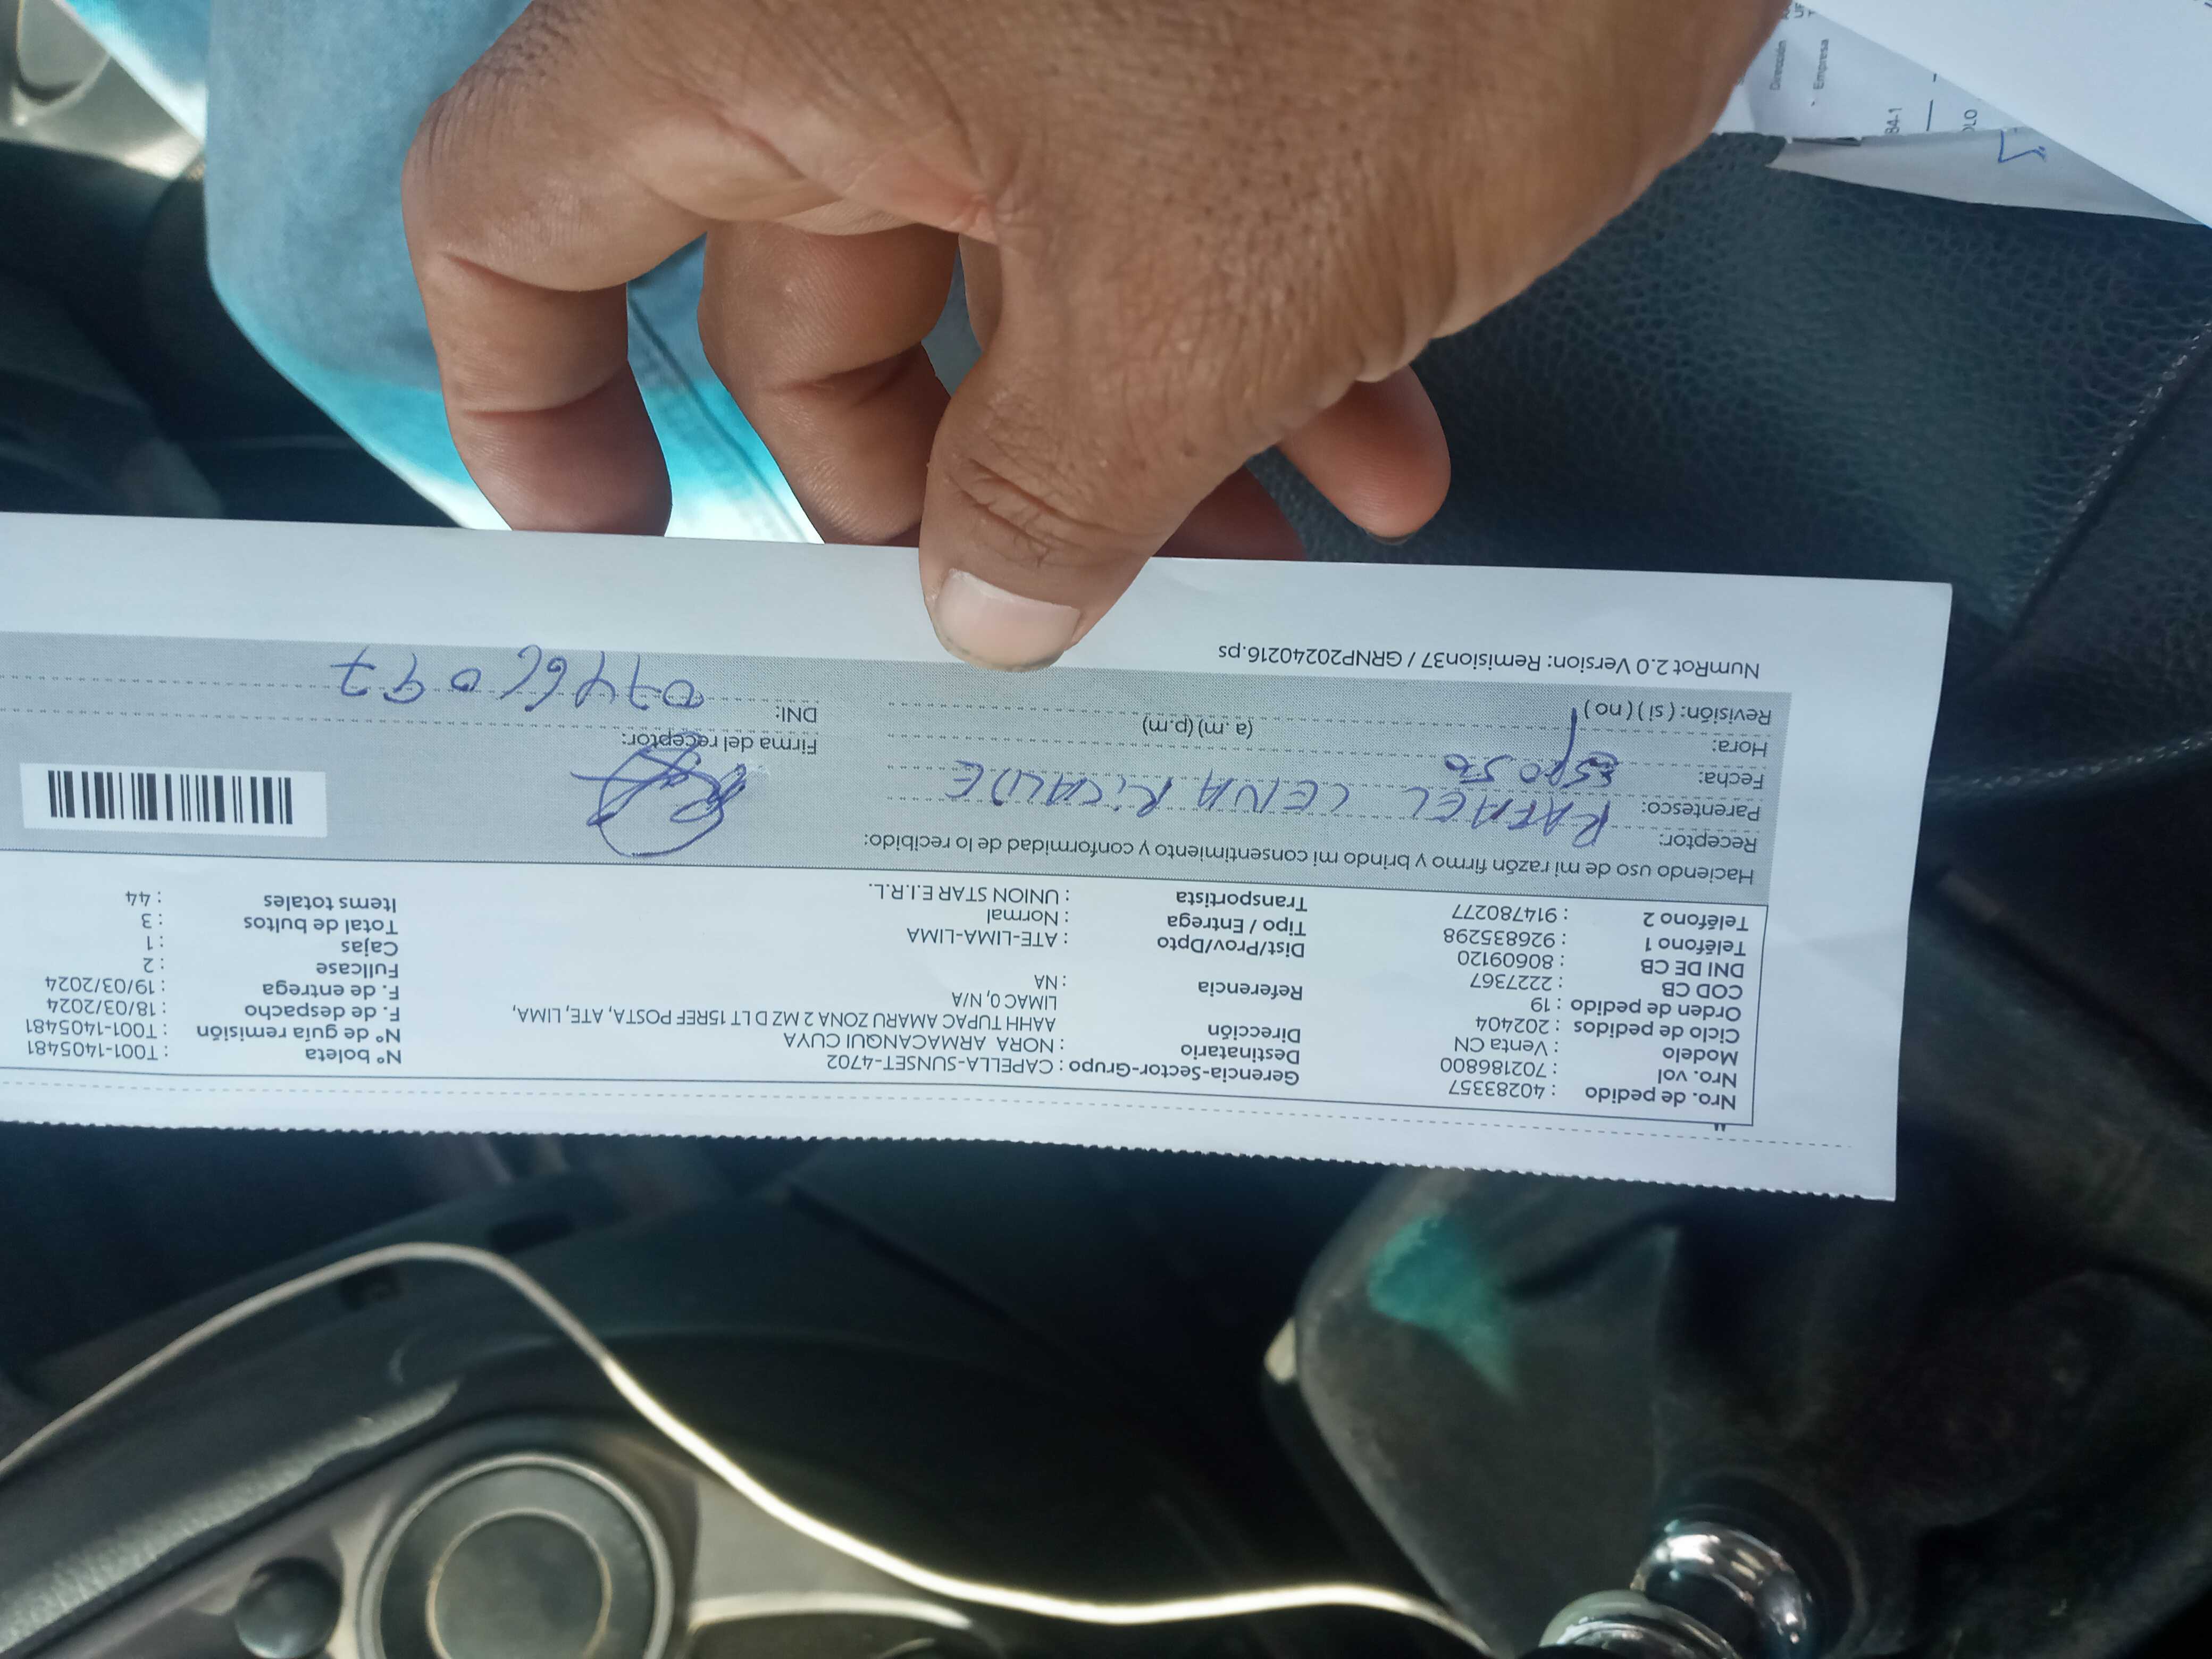 Nro. de pedido : 40283357
Nro. vol : 702186800
Modelo : Venta CN
Ciclo de pedidos : 202404
Orden de pedido : 19
COD CB : 2227367
DNI DE CB : 80609120
Teléfono 1 : 926835298
Teléfono 2 : 914780277
Gerencia-Sector-Grupo : CAPELLA-SUNSET-4702
Destinatario : NORA ARMACANQUI CUYA
Dirección AAHH TUPAC AMARU ZONA 2 MZ D LT 15REF POSTA, ATE, LIMA,
LIMAC 0, N/A
Referencia : NA
Dist/Prov/Dpto : ATE-LIMA-LIMA
Tipo / Entrega : Normal
Transportista : UNION STAR E.I.R.L.
N° boleta : T001-1405481
N° de guía remisión : T001-1405481
F. de despacho : 18/03/2024
F. de entrega : 19/03/2024
Fullcase : 2
Cajas : 1
Total de bultos : 3
Items totales : 44
Haciendo uso de mi razón firmo y brindo mi consentimiento y conformidad de lo recibido:
Receptor: RAFAEL LEIVA RICALDE
Parentesco: ESPOSO
Fecha:
Hora: (a. m) (p.m)
Revisión: ( si ) ( no )
Firma del receptor:
DNI:
NumRot 2.0 Version: Remision37 / GRNP20240216.ps
Dirección
Empresa
B4-1